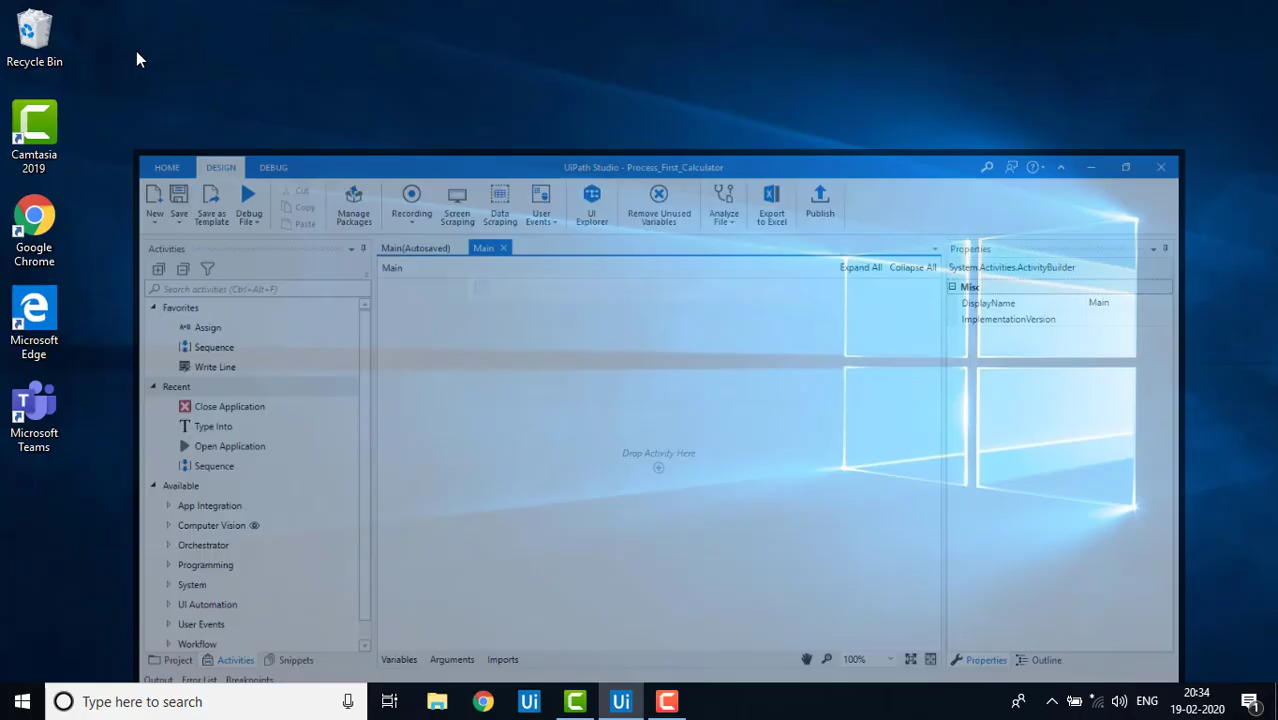 Recycle Bin
Camtasia
2019
Google
Chrome
Microsoft
Edge
Microsoft
Teams
HOME DESIGN DEBUG
UiPath Studio - Process_First_Calculator
New
Save
Save as
Template
Debug
File
Cut
Copy
Paste
Manage
Packages
Recording
Screen
Scraping
Data
Scraping
User
Events
UI
Explorer
Remove Unused
Variables
Analyze
File
Export
to Excel
Publish
Activities
Search activities (Ctrl+Alt+F)
Favorites
Assign
Sequence
Write Line
Recent
Close Application
Type Into
Open Application
Sequence
Available
App Integration
Computer Vision
Orchestrator
Programming
System
UI Automation
User Events
Workflow
Project Activities Snippets
Output Error List Breakpoints
Main(Autosaved) Main
Main Expand All Collapse All
Drop Activity Here
Variables Arguments Imports 100%
Properties
System.Activities.ActivityBuilder
Misc
DisplayName Main
ImplementationVersion
Properties Outline
Type here to search
Ui
Ui
ENG
20:34
19-02-2020
1